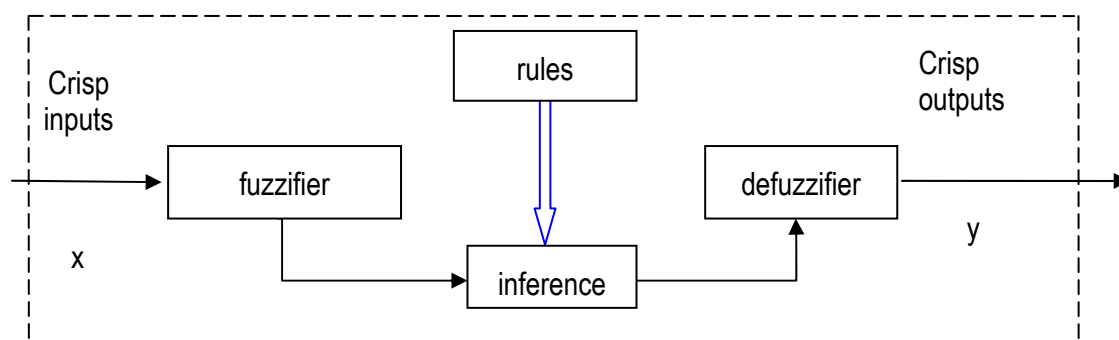 Crisp
inputs
rules
Crisp
outputs
fuzzifier
defuzzifier
x
inference
y